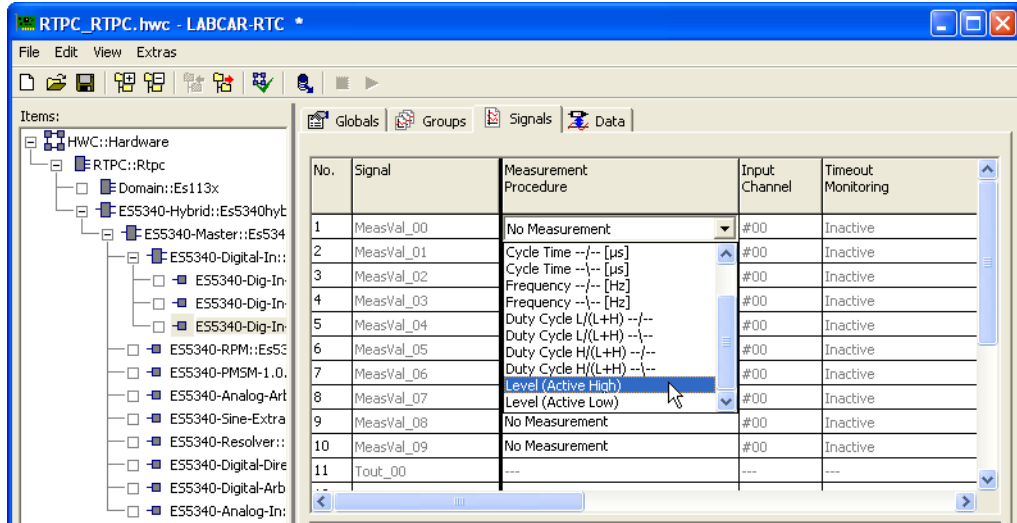 RTPC_RTPC.hwc - LABCAR-RTC *
File Edit View Extras
Items:
HWC::Hardware
RTPC::Rtpc
Domain::Es113x
ES5340-Hybrid::Es5340hyb
ES5340-Master::Es534
ES5340-Digital-In::
ES5340-Dig-In-
ES5340-Dig-In-
ES5340-Dig-In-
ES5340-RPM::Es53
ES5340-PMSM-1.0.
ES5340-Analog-Art
ES5340-Sine-Extra
ES5340-Resolver::
ES5340-Digital-Dire
ES5340-Digital-Arb
ES5340-Analog-In:
Globals Groups Signals Data
No. Signal Measurement Procedure Input Channel Timeout Monitoring
1 MeasVal_00 No Measurement #00 Inactive
2 MeasVal_01 #00 Inactive
3 MeasVal_02 #00 Inactive
4 MeasVal_03 #00 Inactive
5 MeasVal_04 #00 Inactive
6 MeasVal_05 #00 Inactive
7 MeasVal_06 #00 Inactive
8 MeasVal_07 #00 Inactive
9 MeasVal_08 No Measurement #00 Inactive
10 MeasVal_09 No Measurement #00 Inactive
11 Tout_00 --- --- ---
Cycle Time --/-- [µs]
Cycle Time --\-- [µs]
Frequency --/-- [Hz]
Frequency --\-- [Hz]
Duty Cycle L/(L+H) --/--
Duty Cycle L/(L+H) --\--
Duty Cycle H/(L+H) --/--
Duty Cycle H/(L+H) --\--
Level (Active High)
Level (Active Low)